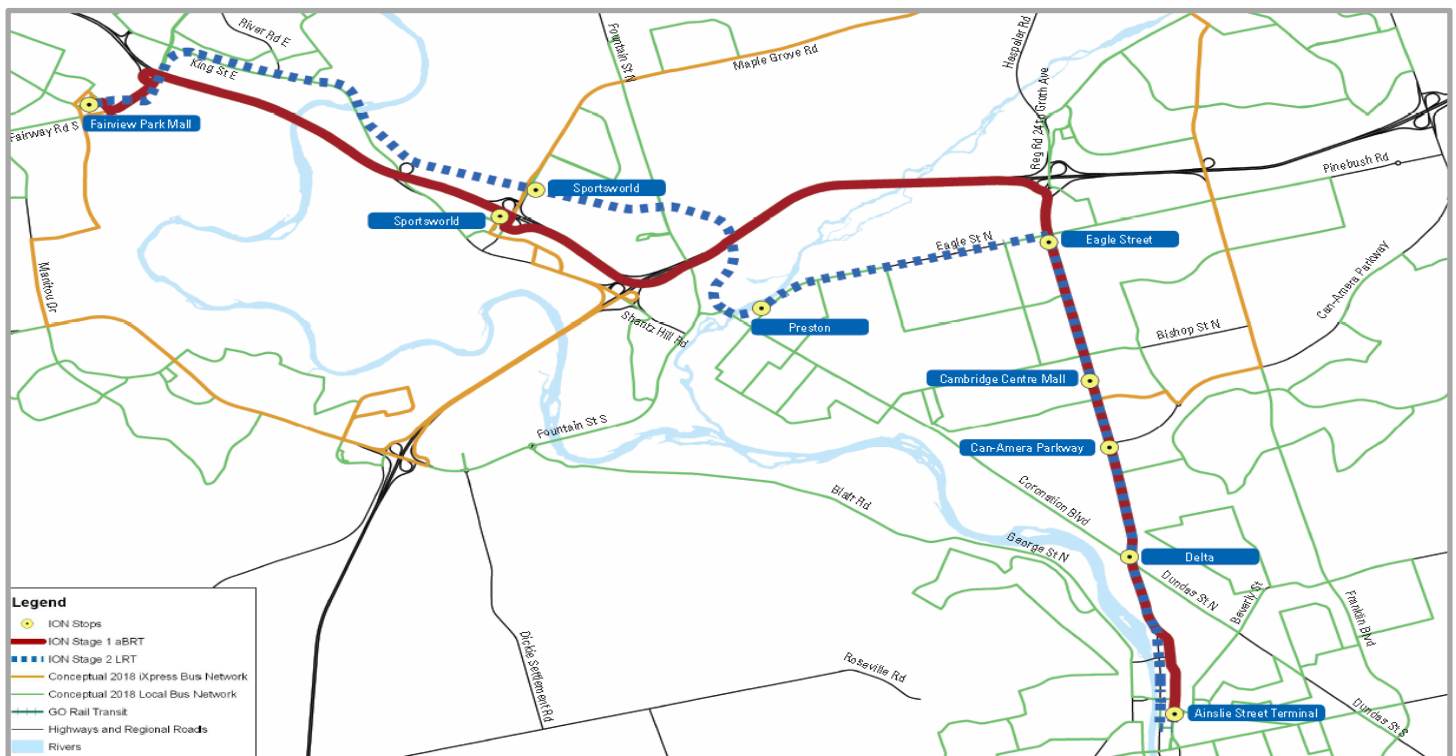 River Rd E
King St E
Fountain St N
Maple Grove Rd
Hespeler Rd
Reg Rd 24 to Groth Ave
Fairview Park Mall
Fairway Rd S
Pinebush Rd
Sportsworld
Sportsworld
Eagle Street
Eagle St N
Manitou Dr
Can-Amera Parkway
Preston
Shantz Hill Rd
Bishop St N
Cambridge Centre Mall
Fountain St S
Can-Amera Parkway
Coronation Blvd
Blair Rd
George St N
Delta
Dundas St N
Beverly St
Franklin Blvd
Dickie Settlement Rd
Roseville Rd
Ainslie Street Terminal
Dundas St S
Legend
ION Stops
ION Stage 1 aBRT
ION Stage 2 LRT
Conceptual 2018 iXpress Bus Network
Conceptual 2018 Local Bus Network
GO Rail Transit
Highways and Regional Roads
Rivers